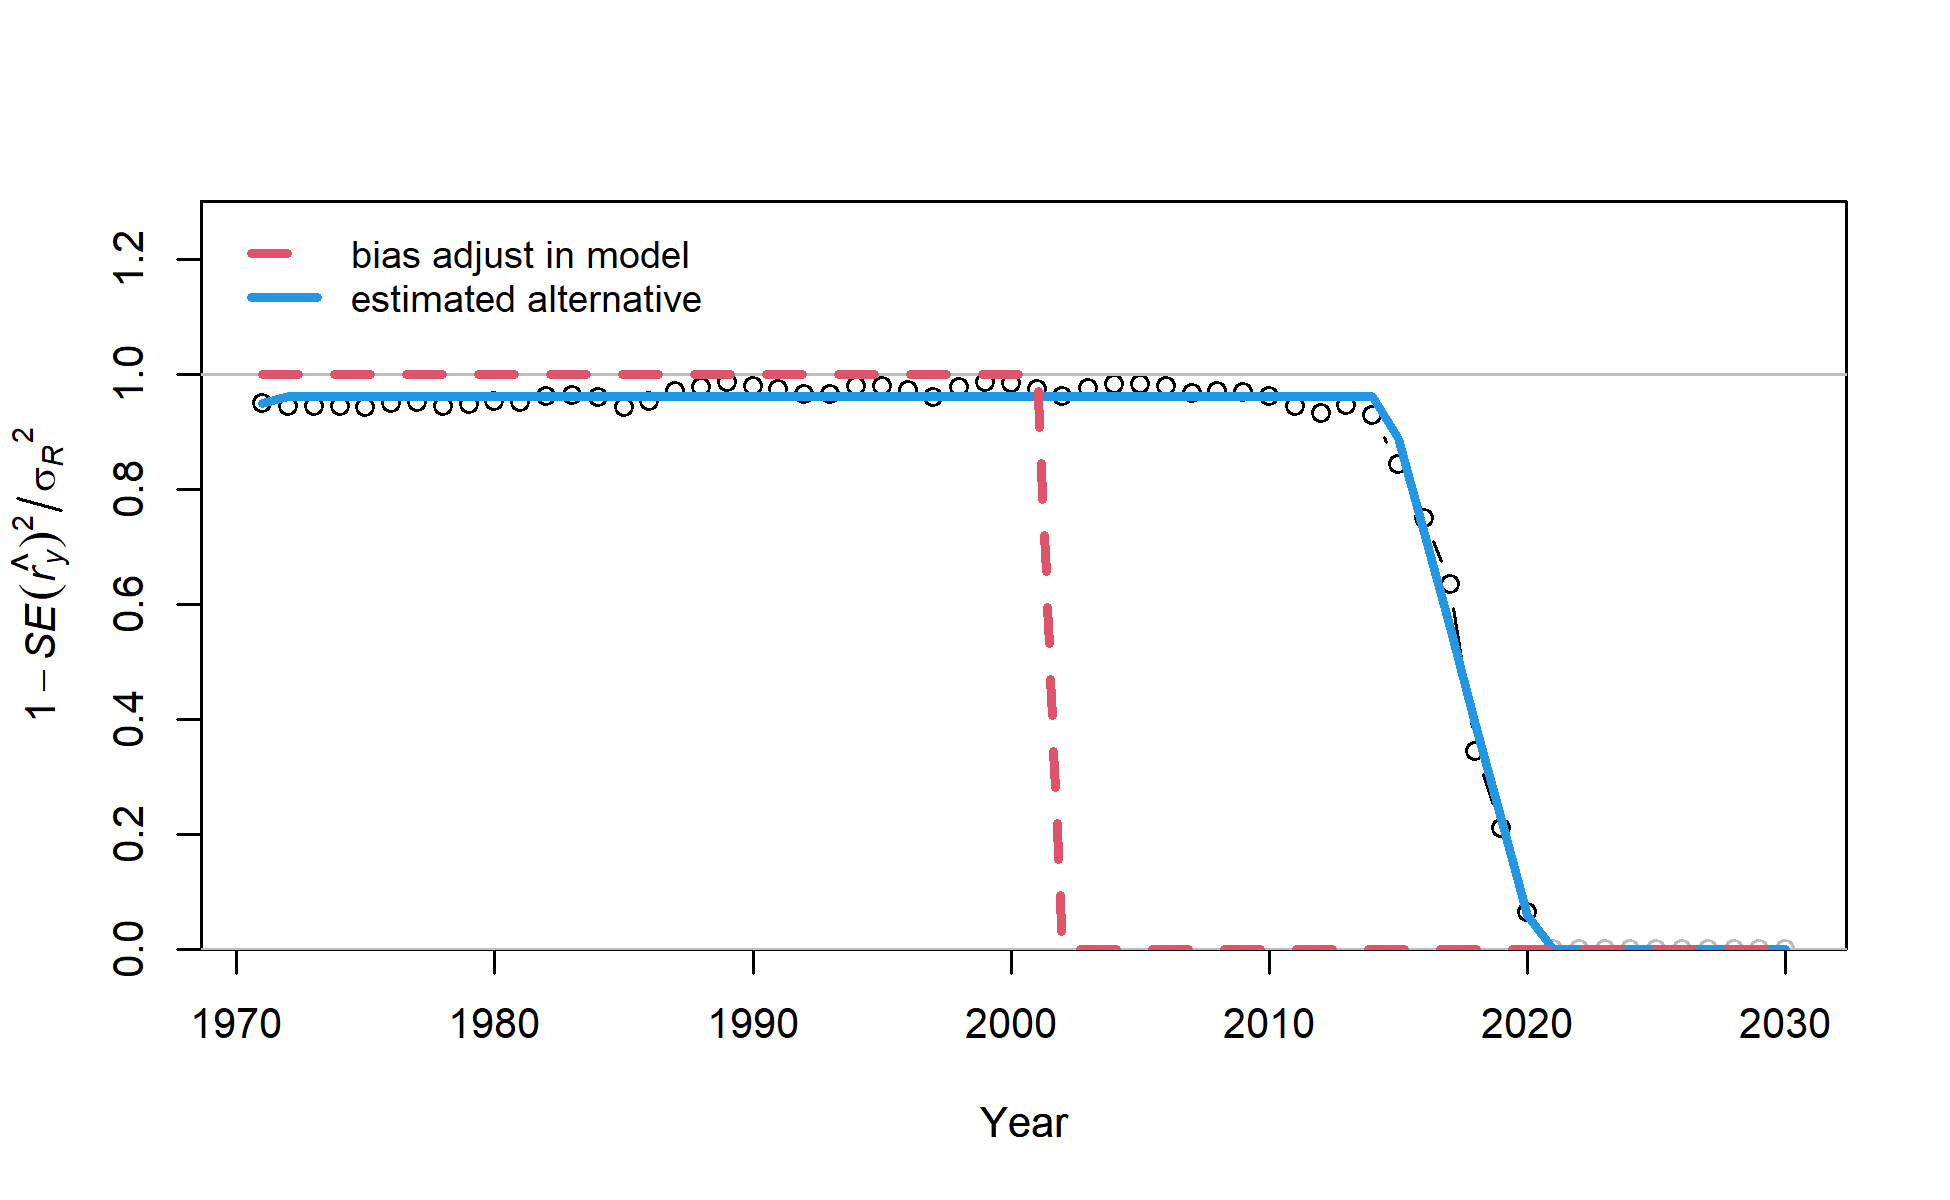 bias adjust in model
estimated alternative
1 − SE(r̂y)²/σR²
1.2
1.0
0.8
0.6
0.4
0.2
0.0
1970 1980 1990 2000 2010 2020 2030
Year